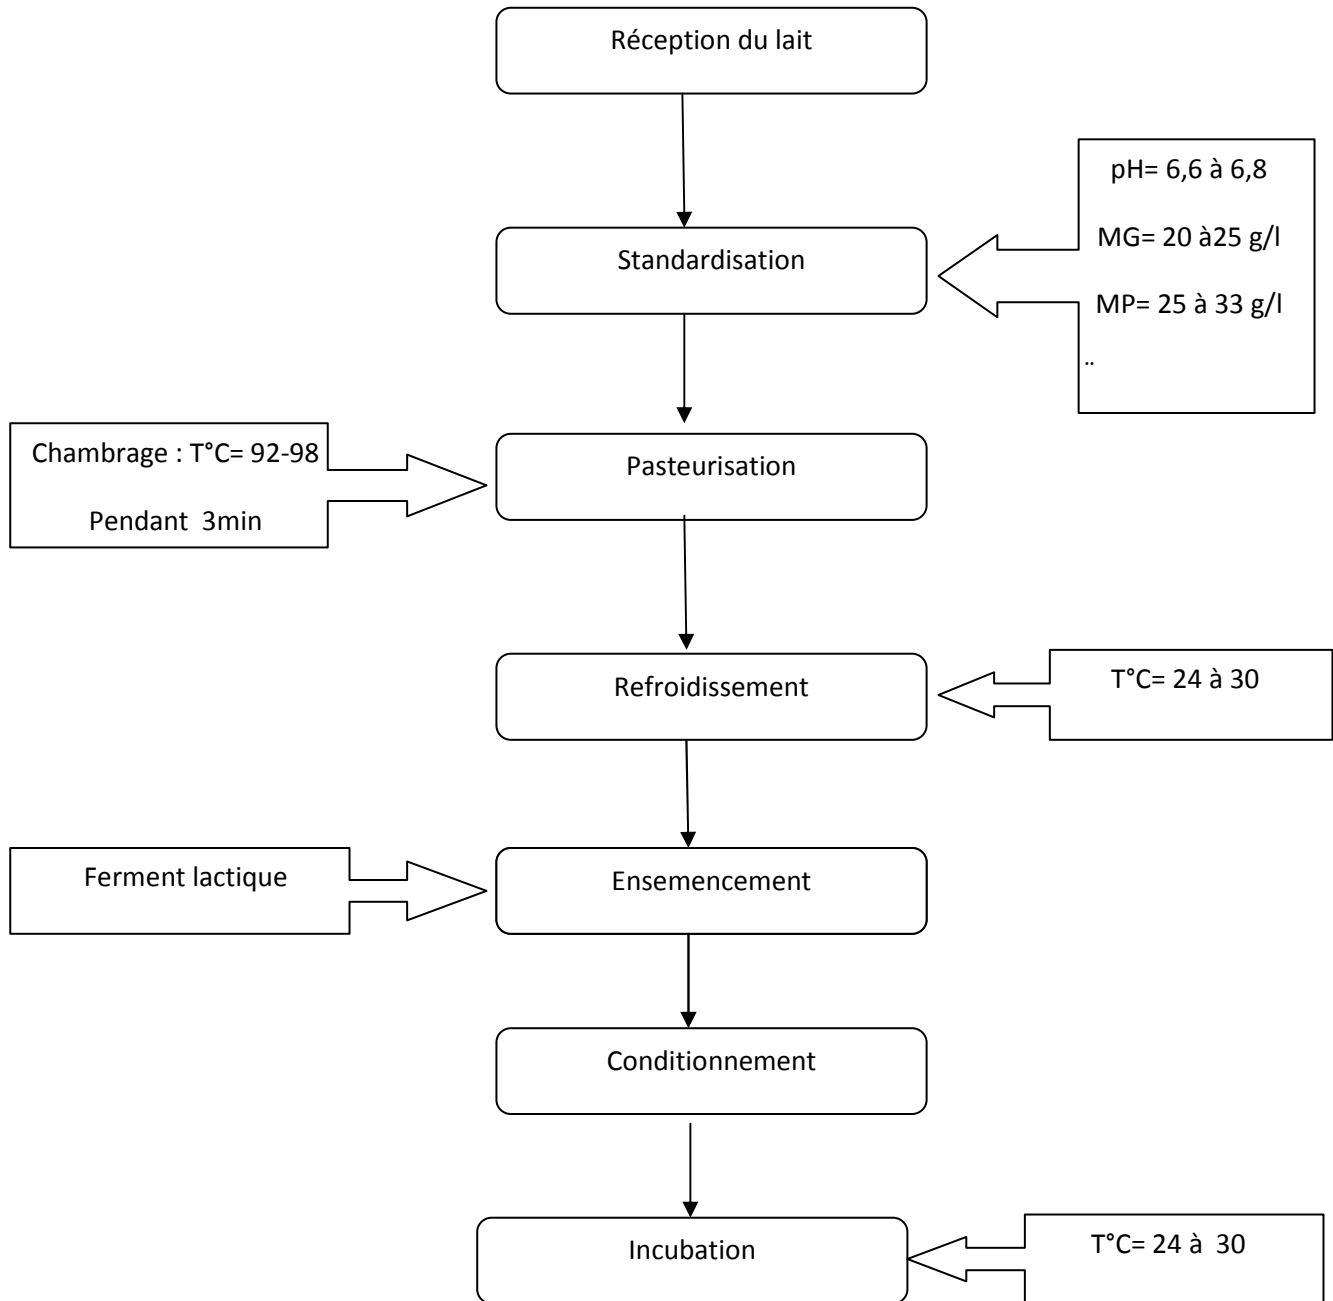 Réception du lait
pH= 6,6 à 6,8
MG= 20 à25 g/l
Standardisation
MP= 25 à 33 g/l
..
Chambrage : T°C= 92-98
Pendant  3min
Pasteurisation
Refroidissement
T°C= 24 à 30
Ferment lactique
Ensemencement
Conditionnement
Incubation
T°C= 24 à  30